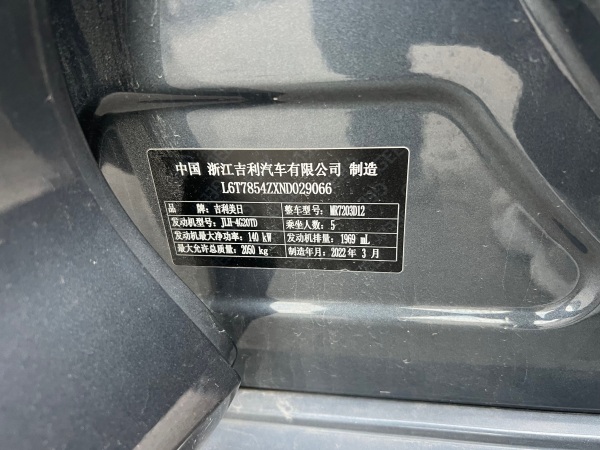 中国 浙江吉利汽车有限公司 制造
L6T7854ZXND029066
品 牌: 吉利美日 整车型号: MR7203D12
发动机型号: JLH-4G20TD 乘坐人数: 5
发动机最大净功率: 140 kW 发动机排量: 1969 mL
最大允许总质量: 2050 kg 制造年月: 2022 年 3 月